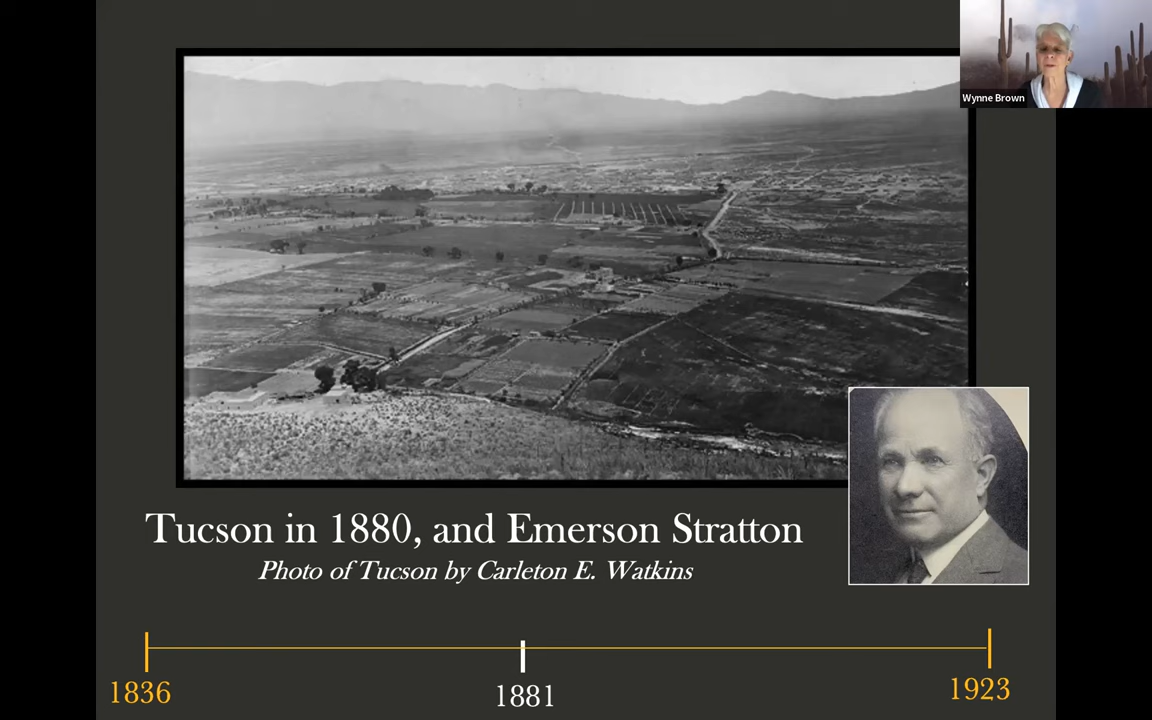 Wynne Brown
Tucson in 1880, and Emerson Stratton
Photo of Tucson by Carleton E. Watkins
1836
1881
1923